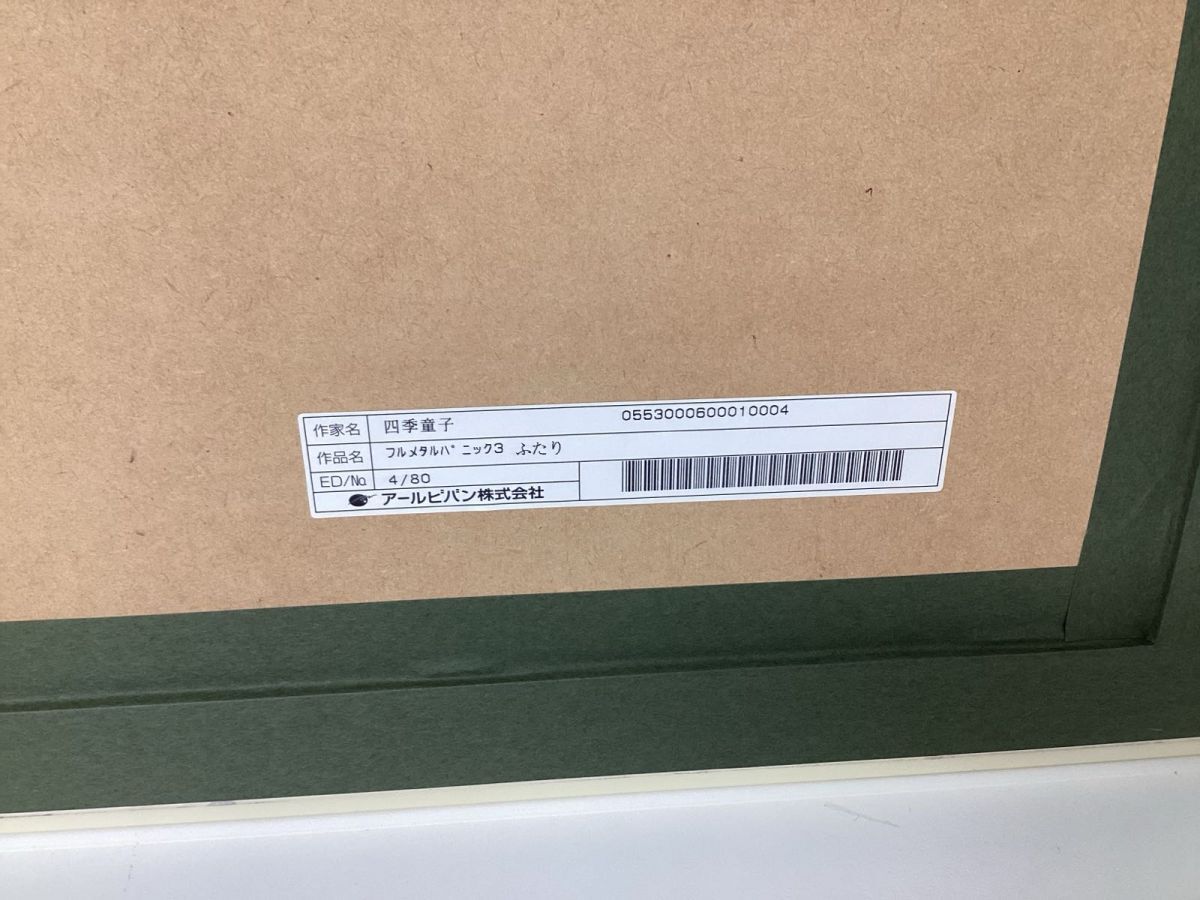 作家名 四季童子 0553000600010004
作品名 フルメタルパニック3 ふたり
ED/No. 4/80
アールビバン株式会社